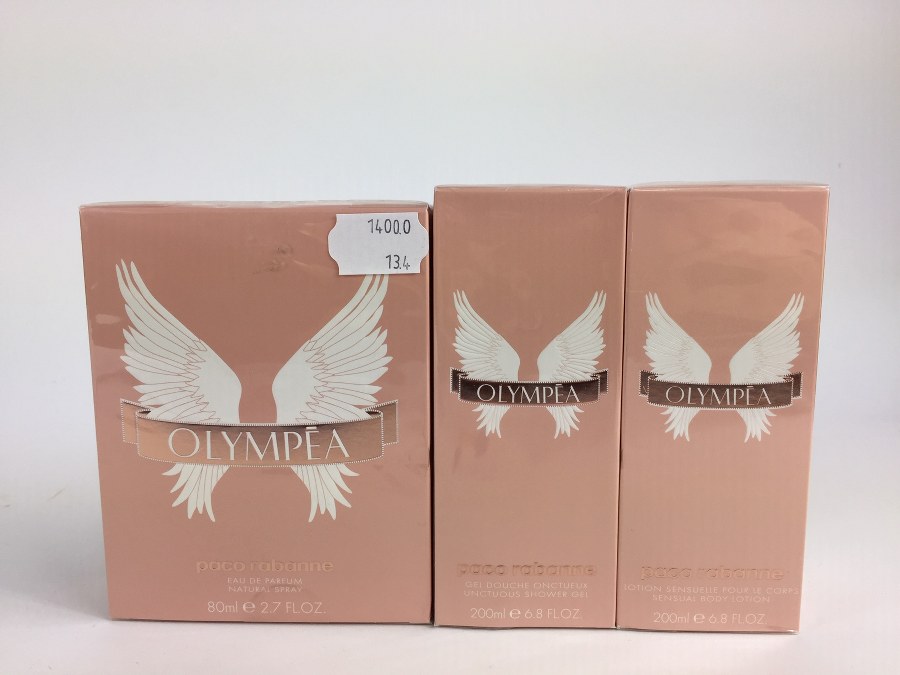 1400.0
13.4
OLYMPĒA
paco rabanne
EAU DE PARFUM
NATURAL SPRAY
80ml e 2.7 FL.OZ.
OLYMPĒA
paco rabanne
GEL DOUCHE ONCTUEUX
UNCTUOUS SHOWER GEL
200ml e 6.8 FL.OZ.
OLYMPĒA
paco rabanne
LOTION SENSUELLE POUR LE CORPS
SENSUAL BODY LOTION
200ml e 6.8 FL.OZ.